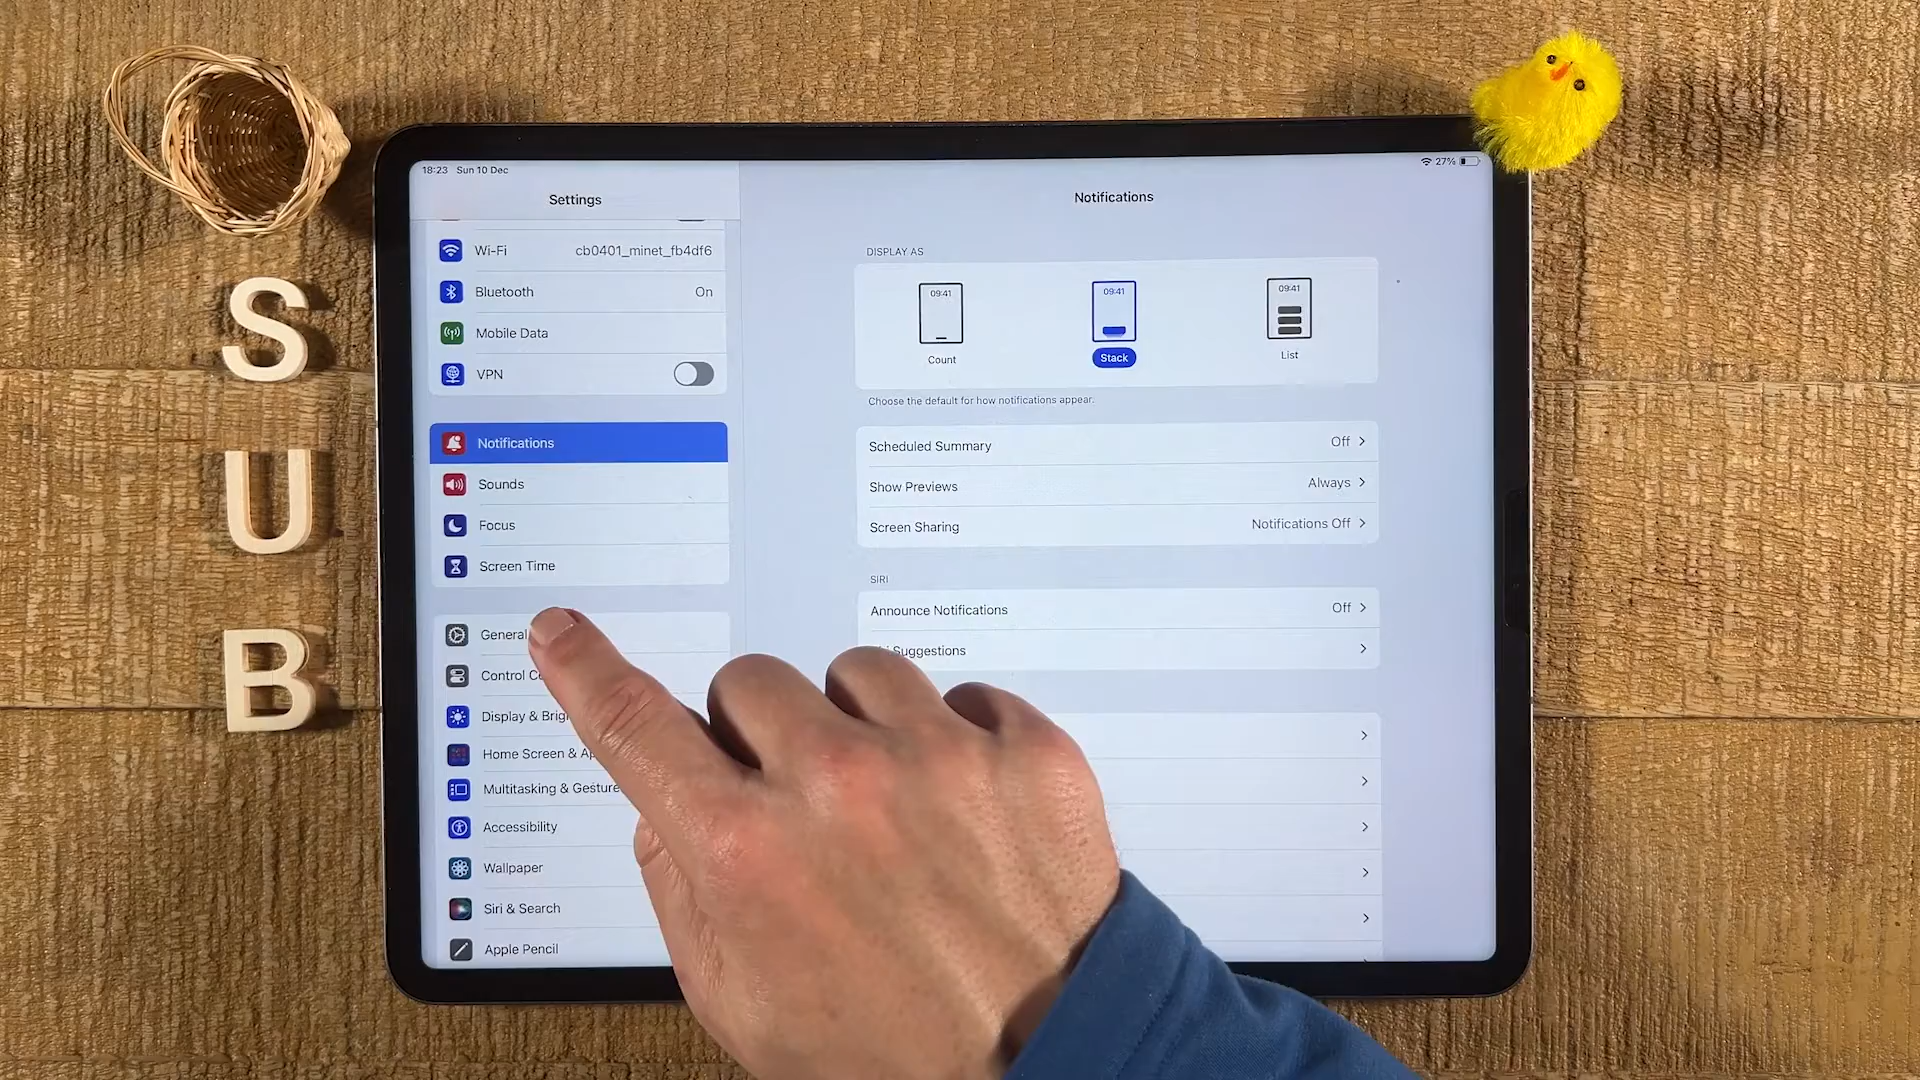 S
U
B
18:23 Sun 10 Dec
27%
Settings
Wi-Fi cb0401_minet_fb4df6
Bluetooth On
Mobile Data
VPN
Notifications
Sounds
Focus
Screen Time
General
Control
Display &
Home Screen &
Multitasking &
Accessibility
Wallpaper
Siri & Search
Apple Pencil
Notifications
DISPLAY AS
09:41 09:41 09:41
Count Stack List
Choose the default for how notifications appear.
Scheduled Summary Off
Show Previews Always
Screen Sharing Notifications Off
SIRI
Announce Notifications Off
Suggestions